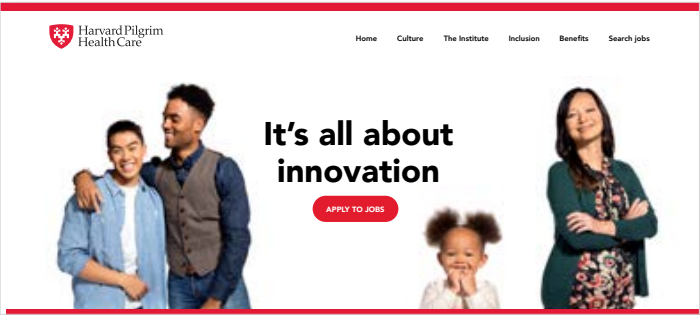 Harvard Pilgrim
Health Care
Home Culture The Institute Inclusion Benefits Search jobs
It's all about
innovation
APPLY TO JOBS